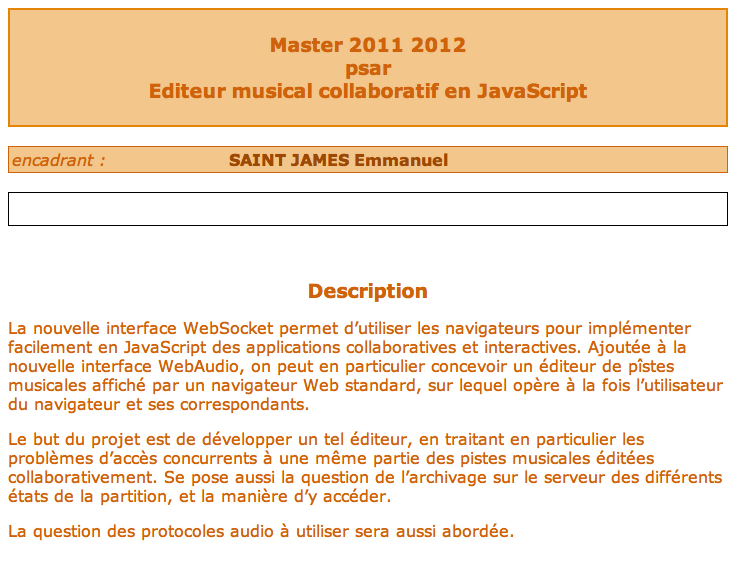 Master 2011 2012
psar
Editeur musical collaboratif en JavaScript
encadrant : SAINT JAMES Emmanuel
Description
La nouvelle interface WebSocket permet d’utiliser les navigateurs pour implémenter
facilement en JavaScript des applications collaboratives et interactives. Ajoutée à la
nouvelle interface WebAudio, on peut en particulier concevoir un éditeur de pîstes
musicales affiché par un navigateur Web standard, sur lequel opère à la fois l’utilisateur
du navigateur et ses correspondants.
Le but du projet est de développer un tel éditeur, en traitant en particulier les
problèmes d’accès concurrents à une même partie des pistes musicales éditées
collaborativement. Se pose aussi la question de l’archivage sur le serveur des différents
états de la partition, et la manière d’y accéder.
La question des protocoles audio à utiliser sera aussi abordée.